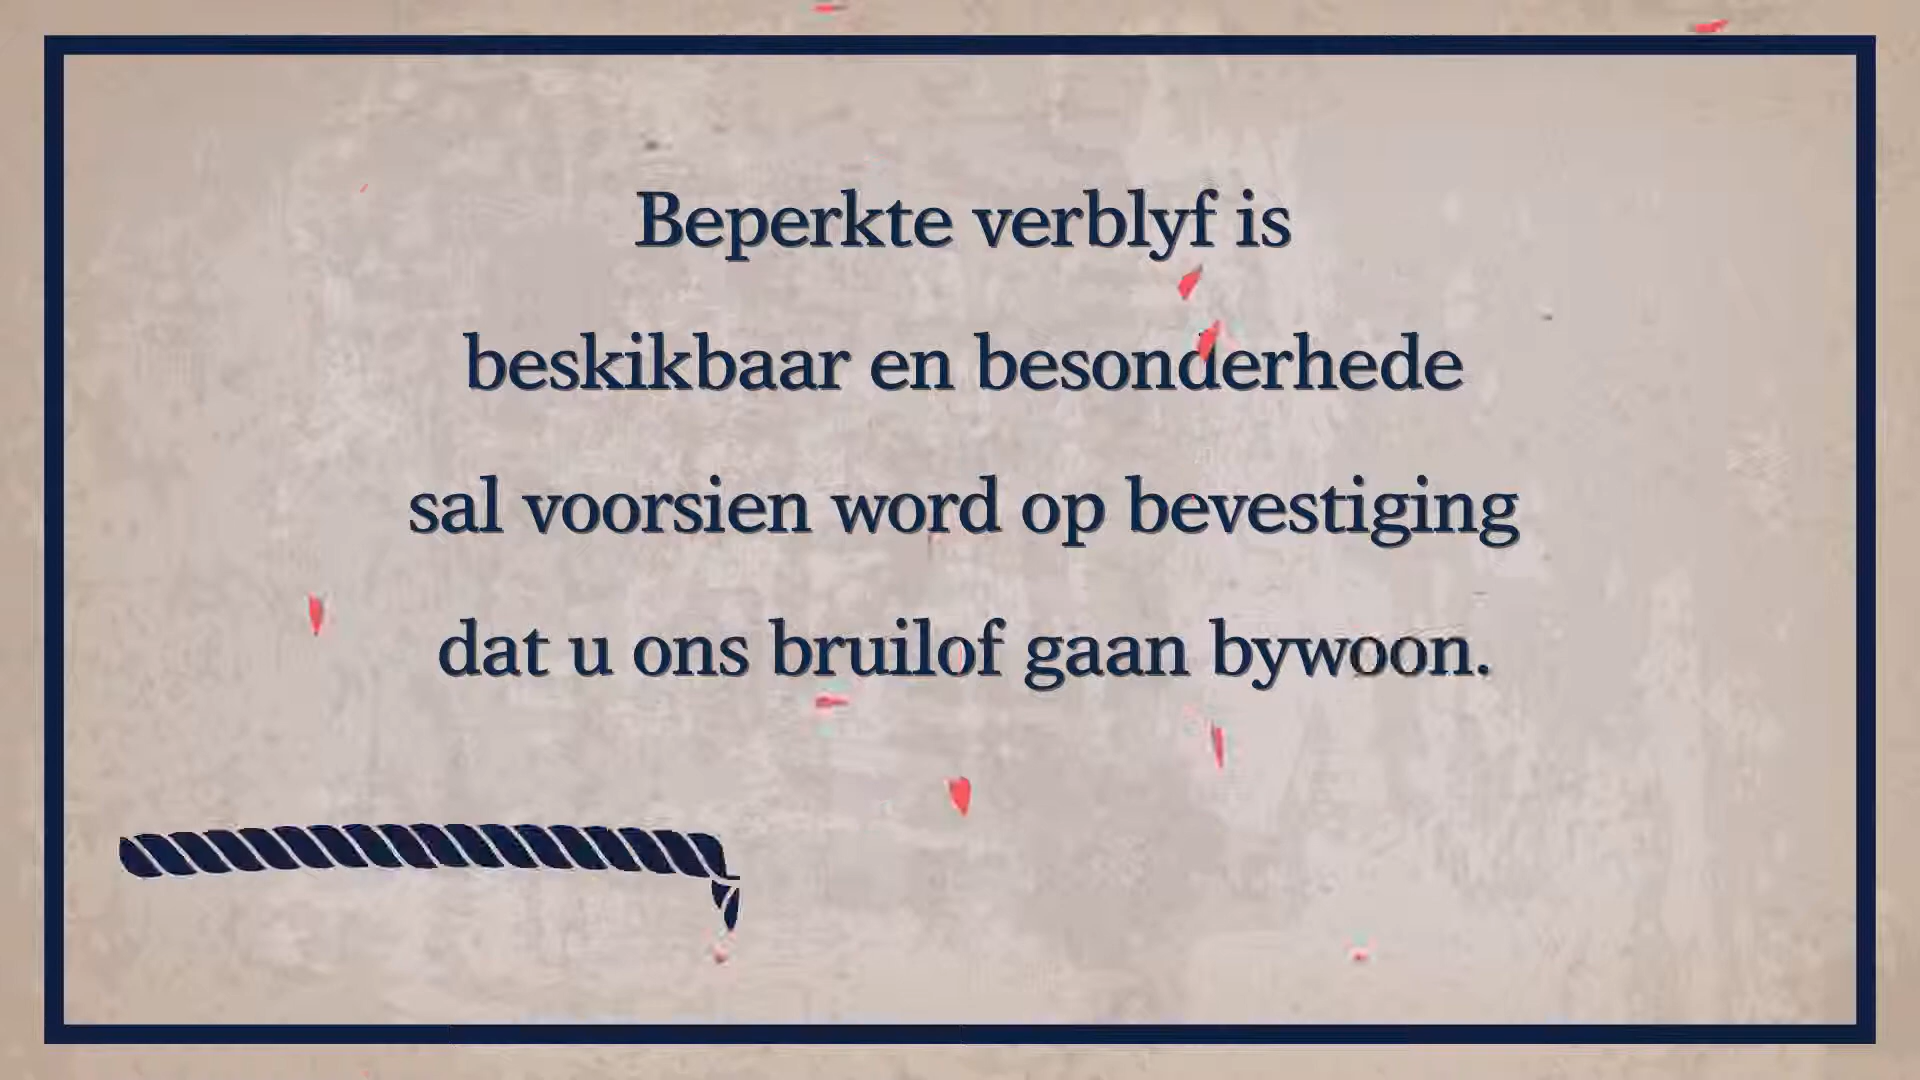 Beperkte verblyf is
beskikbaar en besonderhede
sal voorsien word op bevestiging
dat u ons bruilof gaan bywoon.